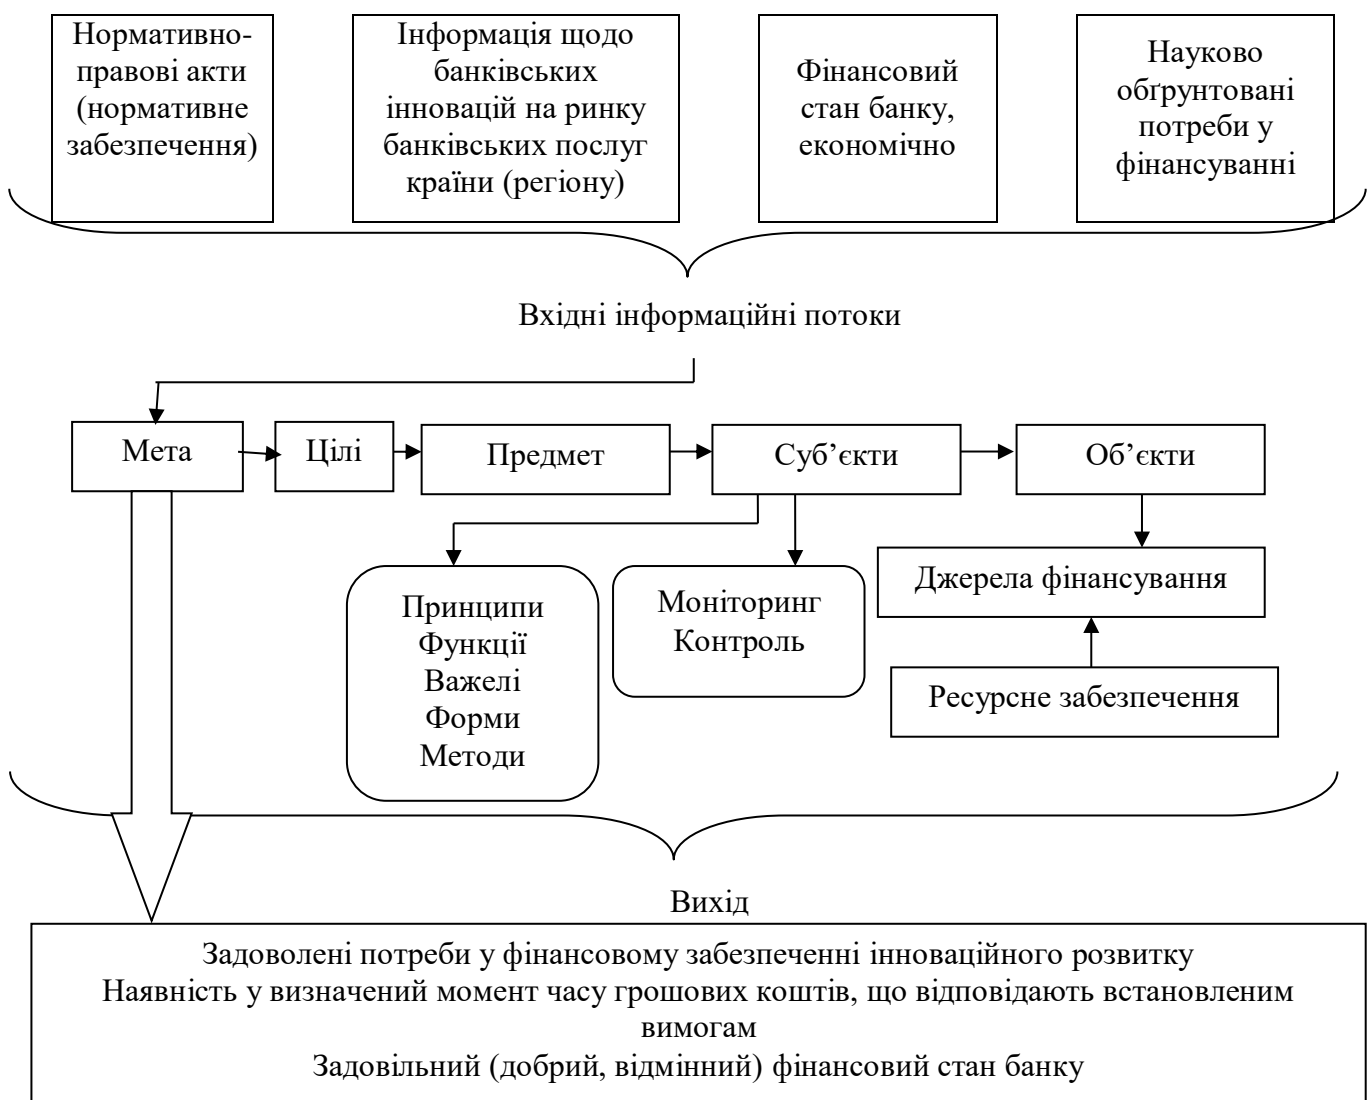 Нормативно-
правові акти
(нормативне
забезпечення)
Інформація щодо
банківських
інновацій на ринку
банківських послуг
країни (регіону)
Фінансовий
стан банку,
економічно
Науково
обґрунтовані
потреби у
фінансуванні
Вхідні інформаційні потоки
Мета
Цілі
Предмет
Суб’єкти
Об’єкти
Принципи
Функції
Важелі
Форми
Методи
Моніторинг
Контроль
Джерела фінансування
Ресурсне забезпечення
Вихід
Задоволені потреби у фінансовому забезпеченні інноваційного розвитку
Наявність у визначений момент часу грошових коштів, що відповідають встановленим
вимогам
Задовільний (добрий, відмінний) фінансовий стан банку